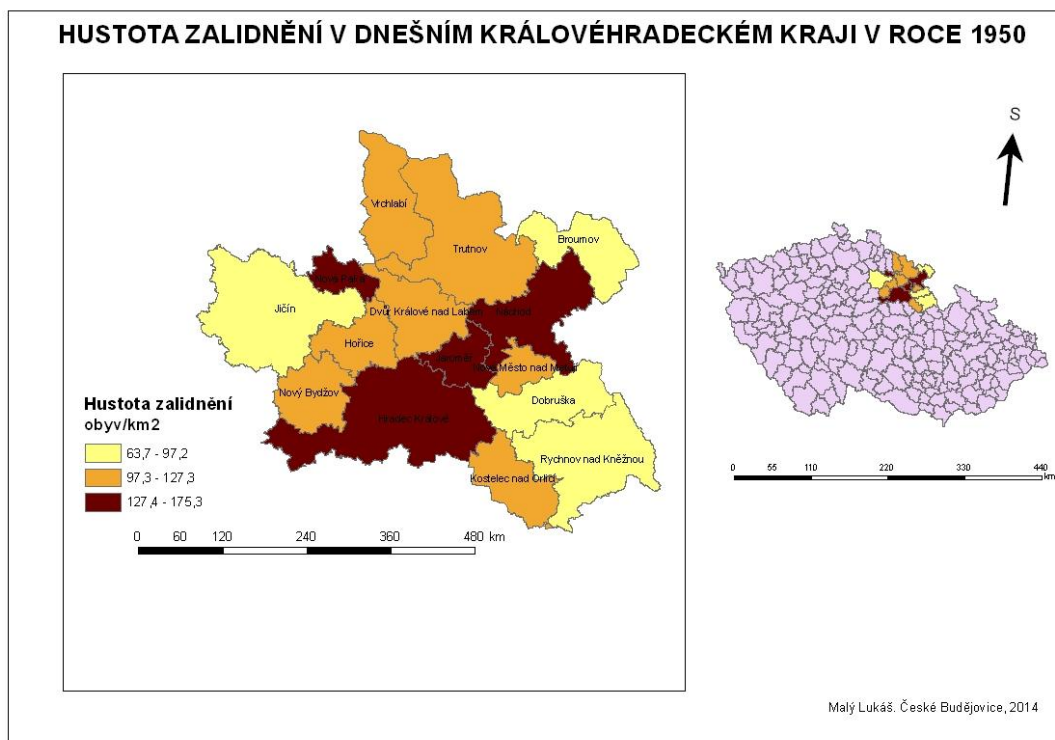 HUSTOTA ZALIDNĚNÍ V DNEŠNÍM KRÁLOVÉHRADECKÉM KRAJI V ROCE 1950
S
Vrchlabí
Trutnov
Broumov
Nová Paka
Jičín
Dvůr Králové nad Labem
Náchod
Hořice
Jaroměř
Nové Město nad Metují
Nový Bydžov
Dobruška
Hradec Králové
Rychnov nad Kněžnou
Kostelec nad Orlicí
Hustota zalidnění
obyv/km2
63,7 - 97,2
97,3 - 127,3
127,4 - 175,3
0 60 120 240 360 480 km
0 55 110 220 330 440
km
Malý Lukáš. České Budějovice, 2014